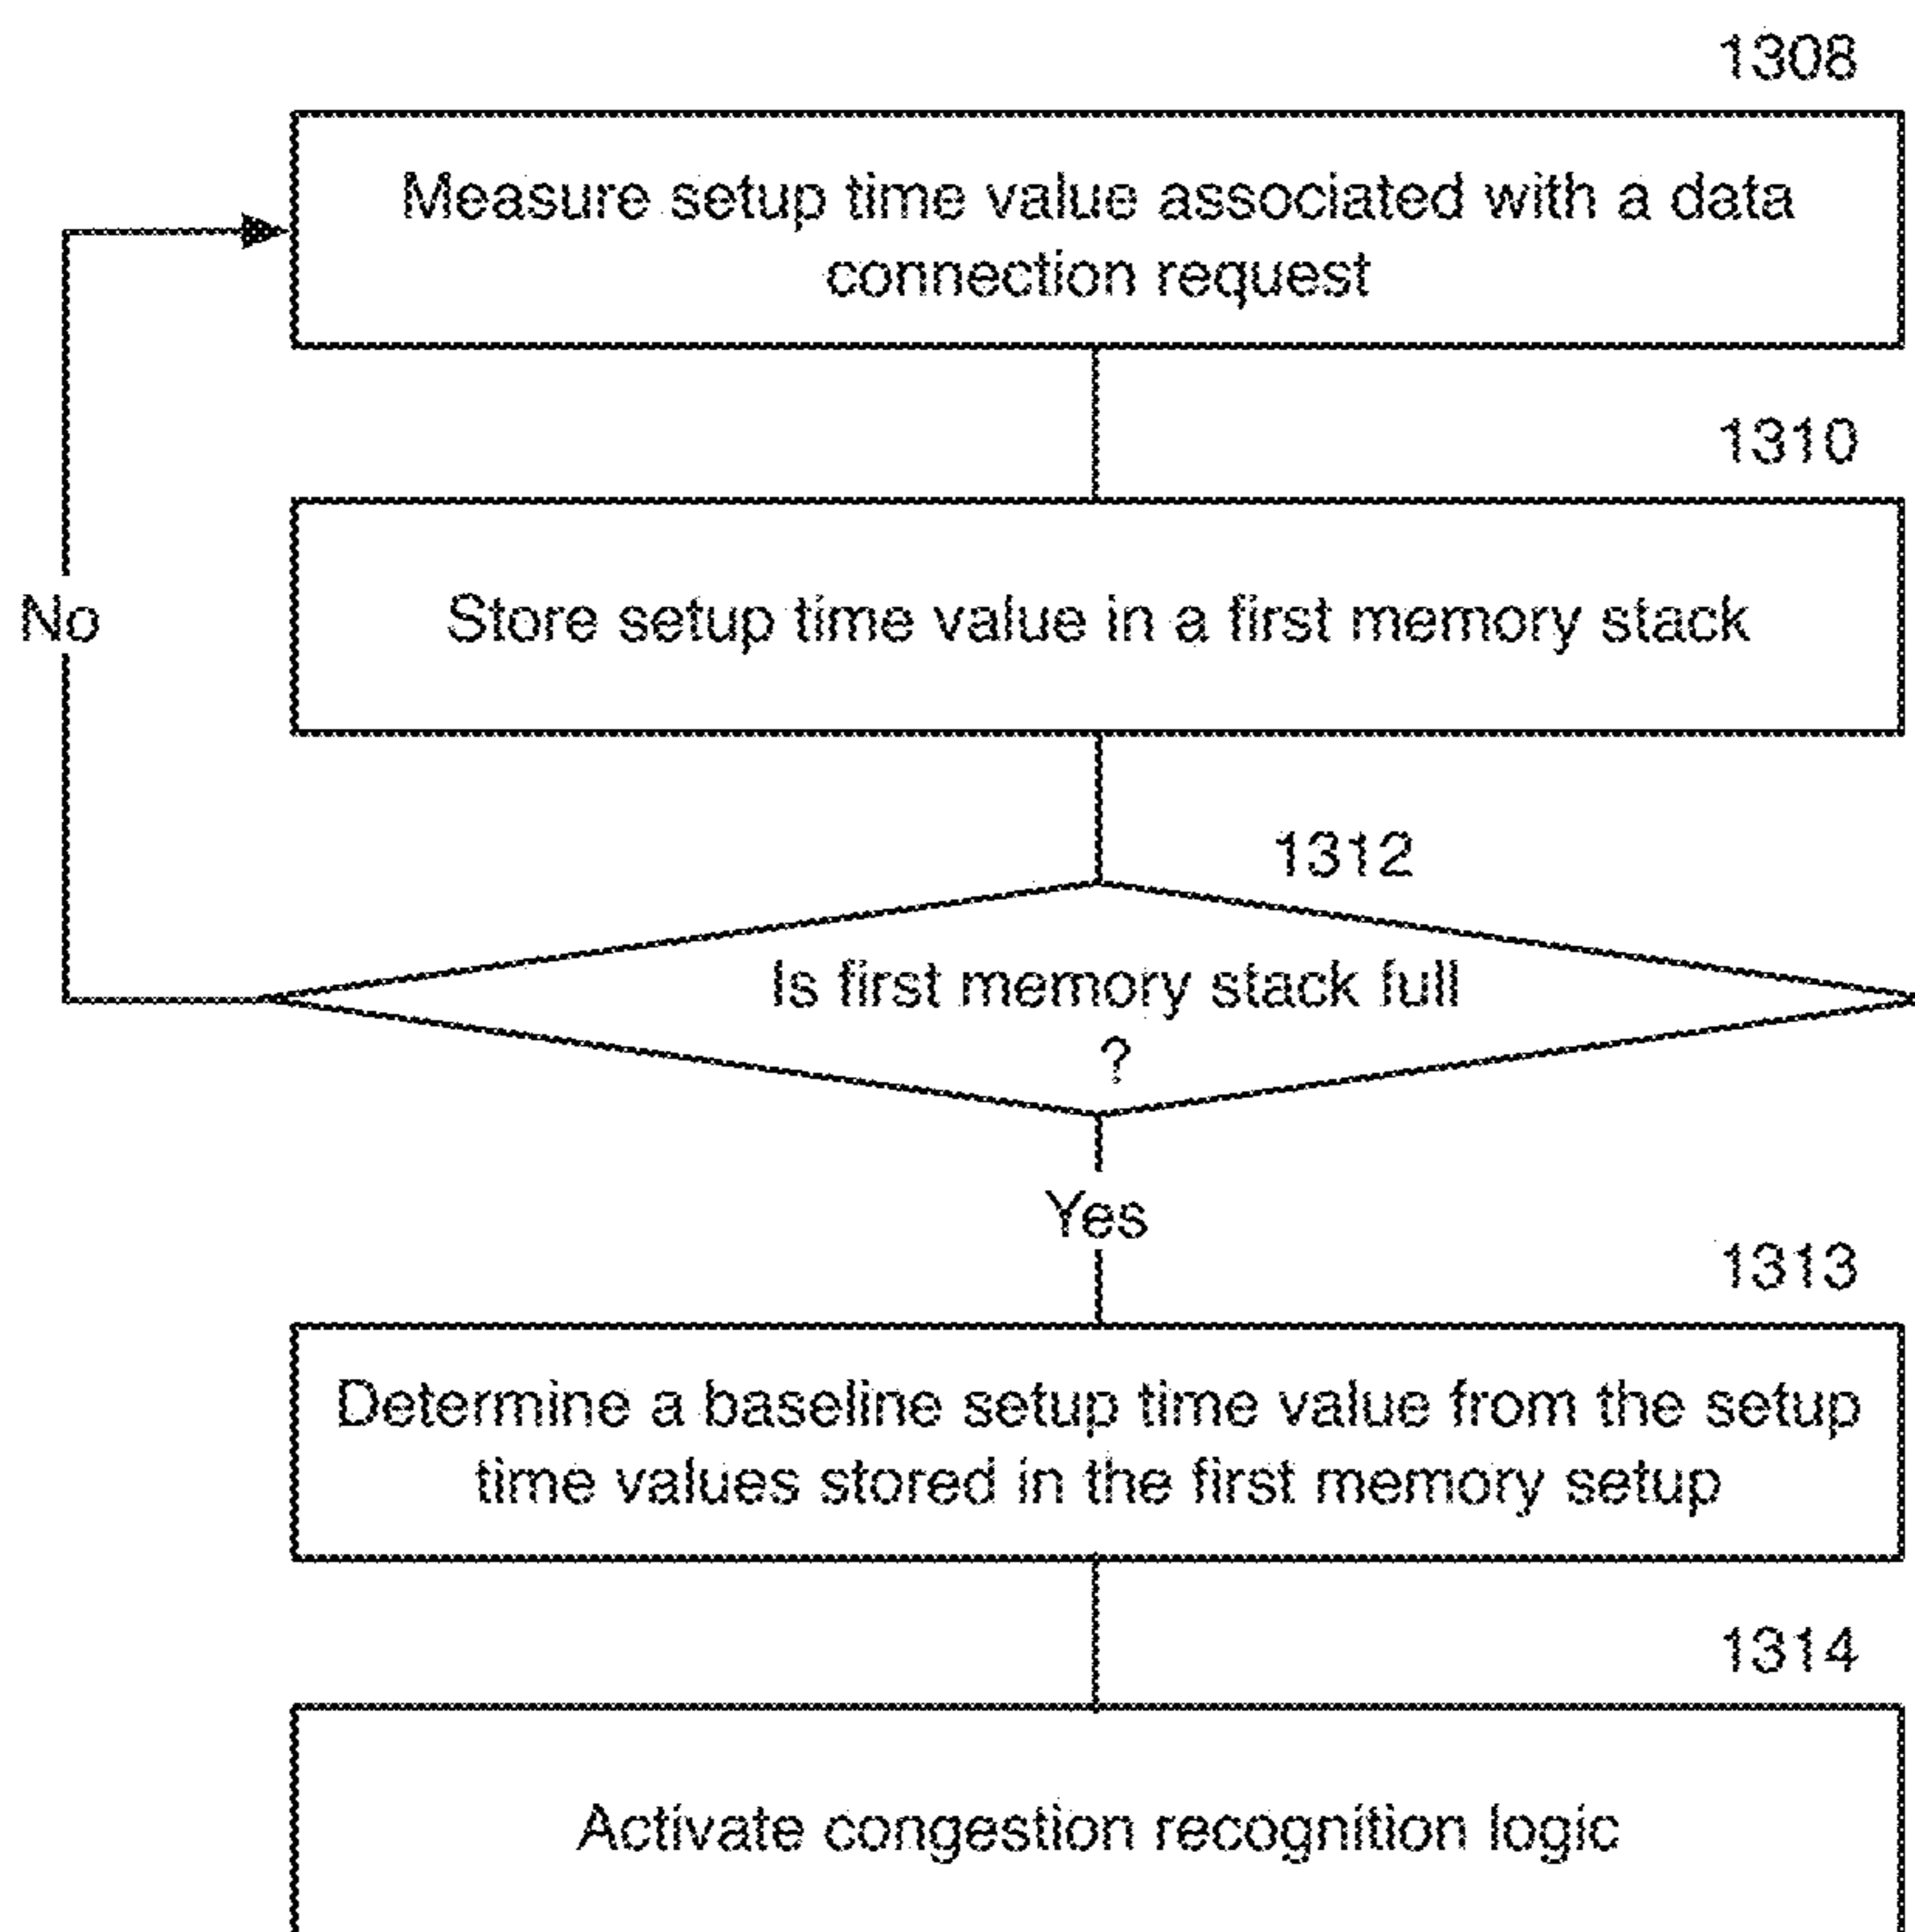 1308
Measure setup time value associated with a data
connection request
1310
Store setup time value in a first memory stack
No
1312
Is first memory stack full
?
Yes
1313
Determine a baseline setup time value from the setup
time values stored in the first memory setup
1314
Activate congestion recognition logic